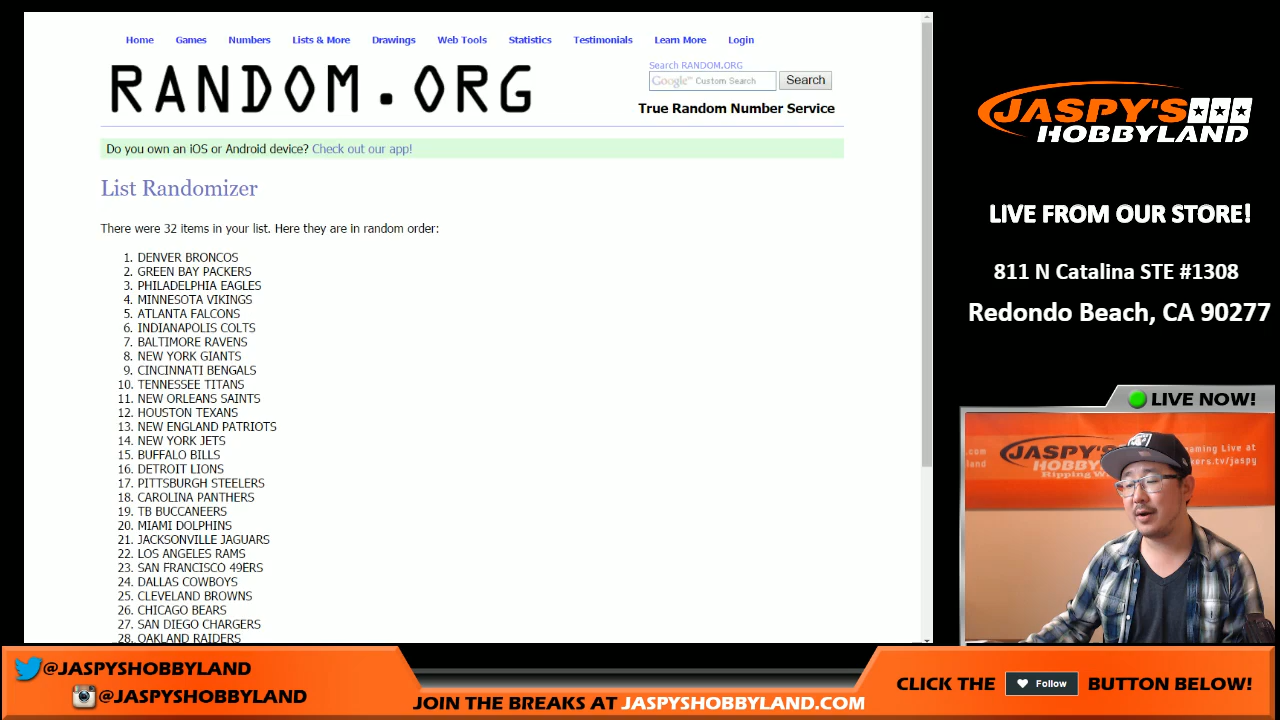 Home Games Numbers Lists & More Drawings Web Tools Statistics Testimonials Learn More Login
RANDOM.ORG
Search RANDOM.ORG
Google™ Custom Search Search
True Random Number Service
Do you own an iOS or Android device? Check out our app!
List Randomizer
There were 32 items in your list. Here they are in random order:
1. DENVER BRONCOS
2. GREEN BAY PACKERS
3. PHILADELPHIA EAGLES
4. MINNESOTA VIKINGS
5. ATLANTA FALCONS
6. INDIANAPOLIS COLTS
7. BALTIMORE RAVENS
8. NEW YORK GIANTS
9. CINCINNATI BENGALS
10. TENNESSEE TITANS
11. NEW ORLEANS SAINTS
12. HOUSTON TEXANS
13. NEW ENGLAND PATRIOTS
14. NEW YORK JETS
15. BUFFALO BILLS
16. DETROIT LIONS
17. PITTSBURGH STEELERS
18. CAROLINA PANTHERS
19. TB BUCCANEERS
20. MIAMI DOLPHINS
21. JACKSONVILLE JAGUARS
22. LOS ANGELES RAMS
23. SAN FRANCISCO 49ERS
24. DALLAS COWBOYS
25. CLEVELAND BROWNS
26. CHICAGO BEARS
27. SAN DIEGO CHARGERS
28. OAKLAND RAIDERS
JASPY'S
HOBBYLAND
LIVE FROM OUR STORE!
811 N Catalina STE #1308
Redondo Beach, CA 90277
LIVE NOW!
JASPY'S
@JASPYSHOBBYLAND
@JASPYSHOBBYLAND
JOIN THE BREAKS AT JASPYSHOBBYLAND.COM
CLICK THE Follow BUTTON BELOW!